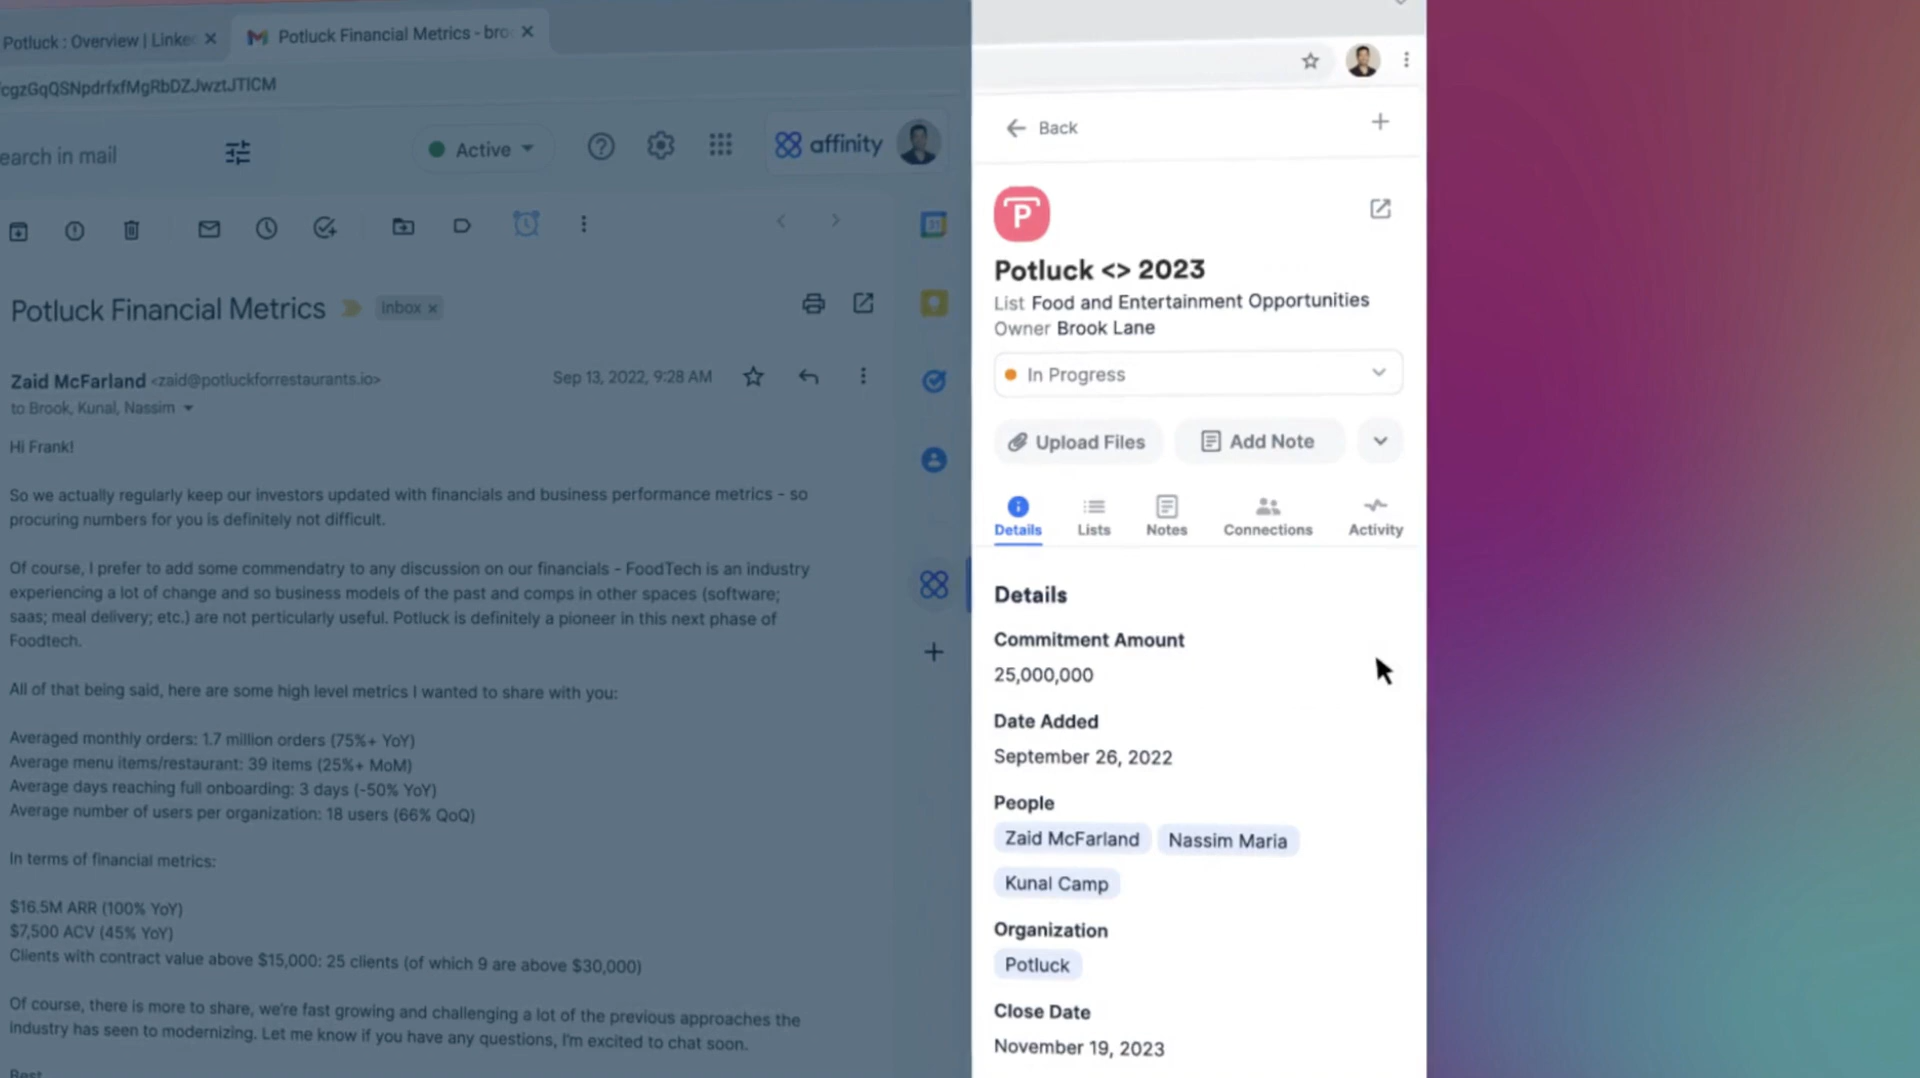 Potluck : Overview | Linke
Potluck Financial Metrics - bro
cgzGqQSNpdrfxfMgRbDZJwztJTlCM
earch in mail
Active
affinity
Potluck Financial Metrics
Inbox ×
Zaid McFarland <zaid@potluckforrestaurants.io>
Sep 13, 2022, 9:28 AM
to Brook, Kunal, Nassim
Hi Frank!
So we actually regularly keep our investors updated with financials and business performance metrics - so
procuring numbers for you is definitely not difficult.
Of course, I prefer to add some commendatry to any discussion on our financials - FoodTech is an industry
experiencing a lot of change and so business models of the past and comps in other spaces (software;
saas; meal delivery; etc.) are not perticularly useful. Potluck is definitely a pioneer in this next phase of
Foodtech.
All of that being said, here are some high level metrics I wanted to share with you:
Averaged monthly orders: 1.7 million orders (75%+ YoY)
Average menu items/restaurant: 39 items (25%+ MoM)
Average days reaching full onboarding: 3 days (-50% YoY)
Average number of users per organization: 18 users (66% QoQ)
In terms of financial metrics:
$16.5M ARR (100% YoY)
$7,500 ACV (45% YoY)
Clients with contract value above $15,000: 25 clients (of which 9 are above $30,000)
Of course, there is more to share, we're fast growing and challenging a lot of the previous approaches the
industry has seen to modernizing. Let me know if you have any questions, I'm excited to chat soon.
Best
31
Back
P
Potluck <> 2023
List Food and Entertainment Opportunities
Owner Brook Lane
In Progress
Upload Files
Add Note
Details
Lists
Notes
Connections
Activity
Details
Commitment Amount
25,000,000
Date Added
September 26, 2022
People
Zaid McFarland
Nassim Maria
Kunal Camp
Organization
Potluck
Close Date
November 19, 2023